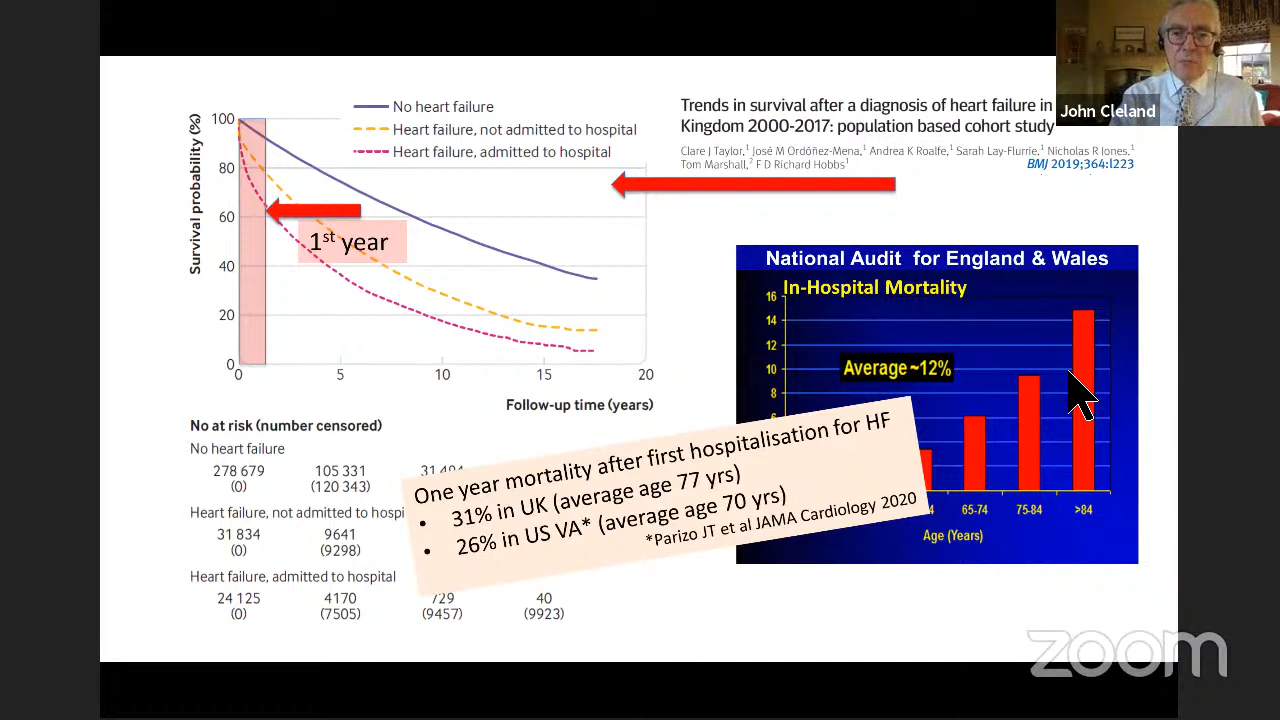 No heart failure
Heart failure, not admitted to hospital
Heart failure, admitted to hospital
Survival probability (%)
100
80
60
40
20
0
1st year
0
5
10
15
20
Follow-up time (years)
No at risk (number censored)
No heart failure
278 679
105 331
(0)
(120 343)
Heart failure, not admitted to
31 834
9641
(0)
(9298)
Heart failure, admitted to hospital
24 125
4170
729
40
(0)
(7505)
(9457)
(9923)
Trends in survival after a diagnosis of heart failure in
Kingdom 2000-2017: population based cohort study
Clare J Taylor,1 José M Ordóñez-Mena,1 Andrea K Roalfe,1 Sarah Lay-Flurrie,1 Nicholas R Jones,1
Tom Marshall,2 F D Richard Hobbs1
BMJ 2019;364:l223
John Cleland
National Audit for England & Wales
In-Hospital Mortality
16
14
12
10
8
Average ~12%
65-74
75-84
>84
Age (Years)
One year mortality after first hospitalisation for HF
• 31% in UK (average age 77 yrs)
• 26% in US VA* (average age 70 yrs)
*Parizo JT et al JAMA Cardiology 2020
zoom